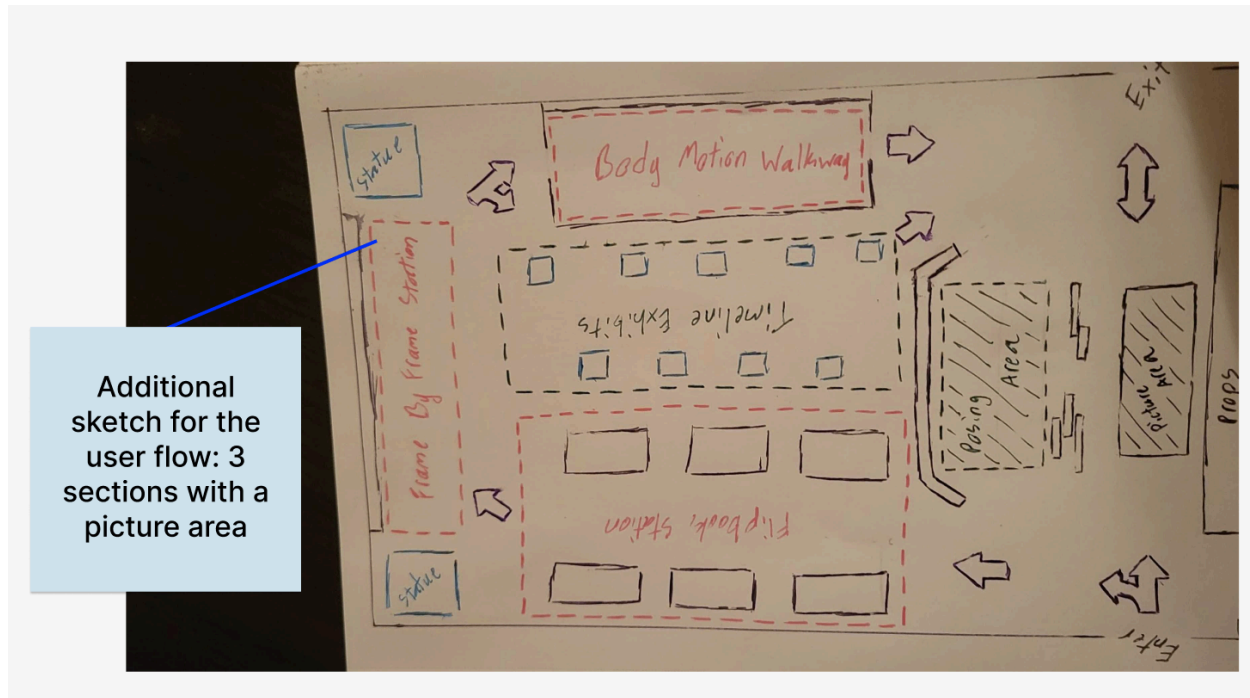 Additional
sketch for the
user flow: 3
sections with a
picture area
Exit
Statue
Body Motion Walkway
Frame By Frame Station
Timeline Exhibits
Posing
Area
Picture
Area
Props
Flipbook Station
Statue
Enter